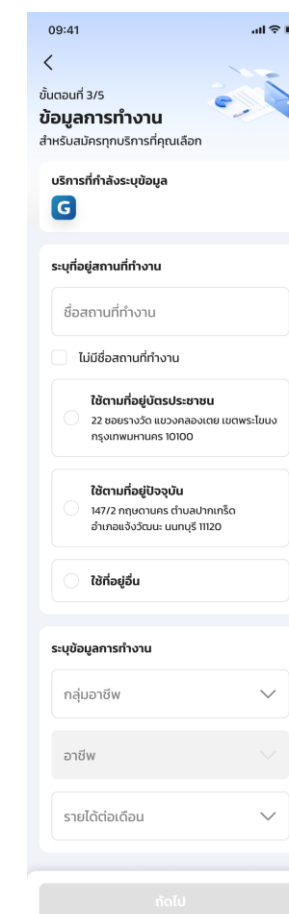 09:41
ขั้นตอนที่ 3/5
ข้อมูลการทำงาน
สำหรับสมัครทุกบริการที่คุณเลือก
บริการที่กำลังระบุข้อมูล
G
ระบุที่อยู่สถานที่ทำงาน
ชื่อสถานที่ทำงาน
ไม่มีชื่อสถานที่ทำงาน
ใช้ตามที่อยู่บัตรประชาชน
22 ซอยรางวัด แขวงคลองเตย เขตพระโขนง
กรุงเทพมหานคร 10100
ใช้ตามที่อยู่ปัจจุบัน
147/2 กฤษดานคร ตำบลปากเกร็ด
อำเภอแจ้งวัฒนะ นนทบุรี 11120
ใช้ที่อยู่อื่น
ระบุข้อมูลการทำงาน
กลุ่มอาชีพ
อาชีพ
รายได้ต่อเดือน
ถัดไป